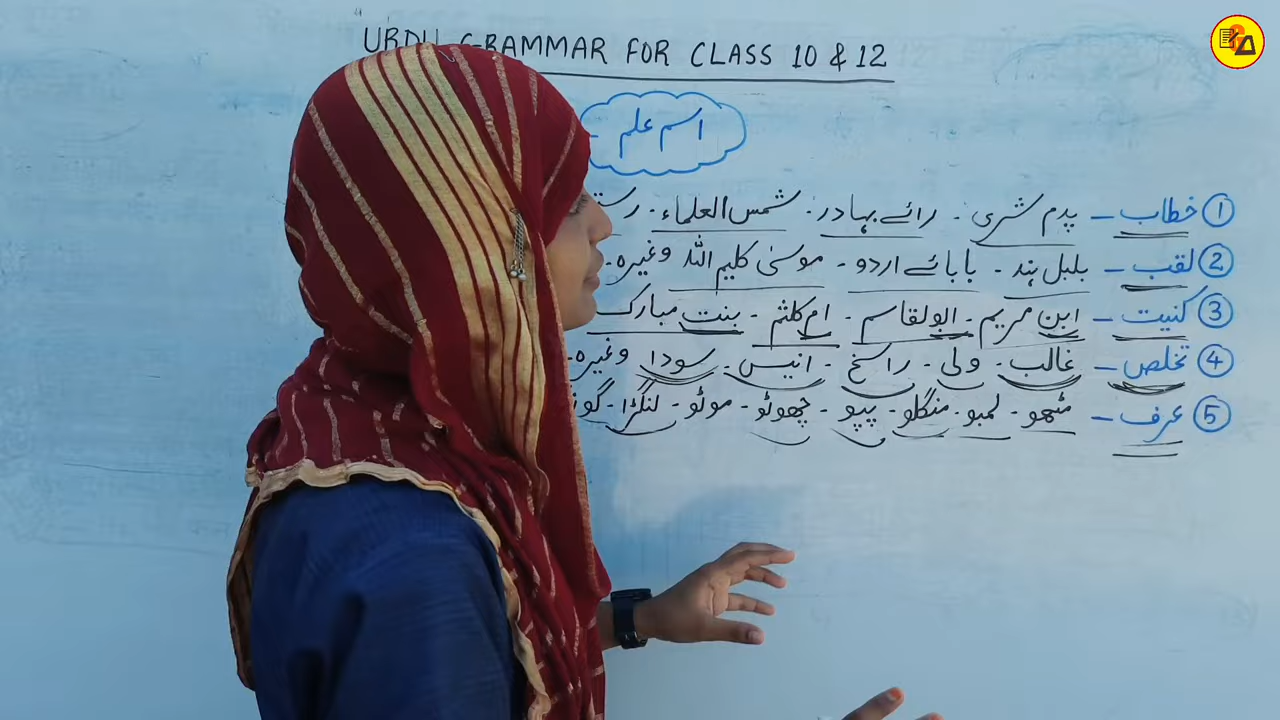 URDU GRAMMAR FOR CLASS 10 & 12
اسم علم
① خطاب – پدم شری - رائے بہادر - شمس العلماء -
② لقب – بلبل ہند - بابائے اردو - موسیٰ کلیم اللہ وغیرہ -
③ کنیت – ابن مریم - ابولقاسم - ام کلثم - بنت مبارک
④ تخلص – غالب - ولی - راسخ - انیس - سودا وغیرہ -
⑤ عرف – مٹھو - لمبو - منگلو - پپو - چھوٹو - موٹو - لنگڑا -